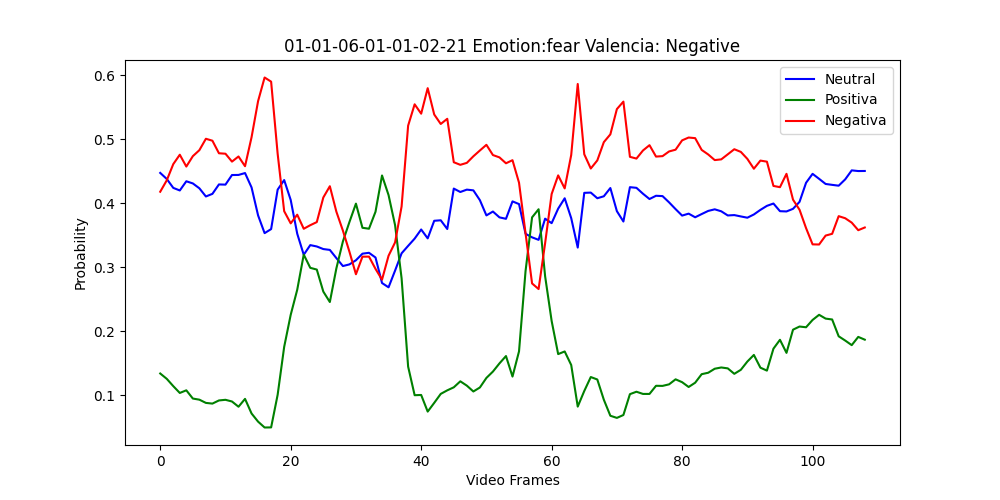 01-01-06-01-01-02-21 Emotion:fear Valencia: Negative
Neutral
Positiva
Negativa
0.6
0.5
0.4
0.3
0.2
0.1
Probability
0 20 40 60 80 100
Video Frames